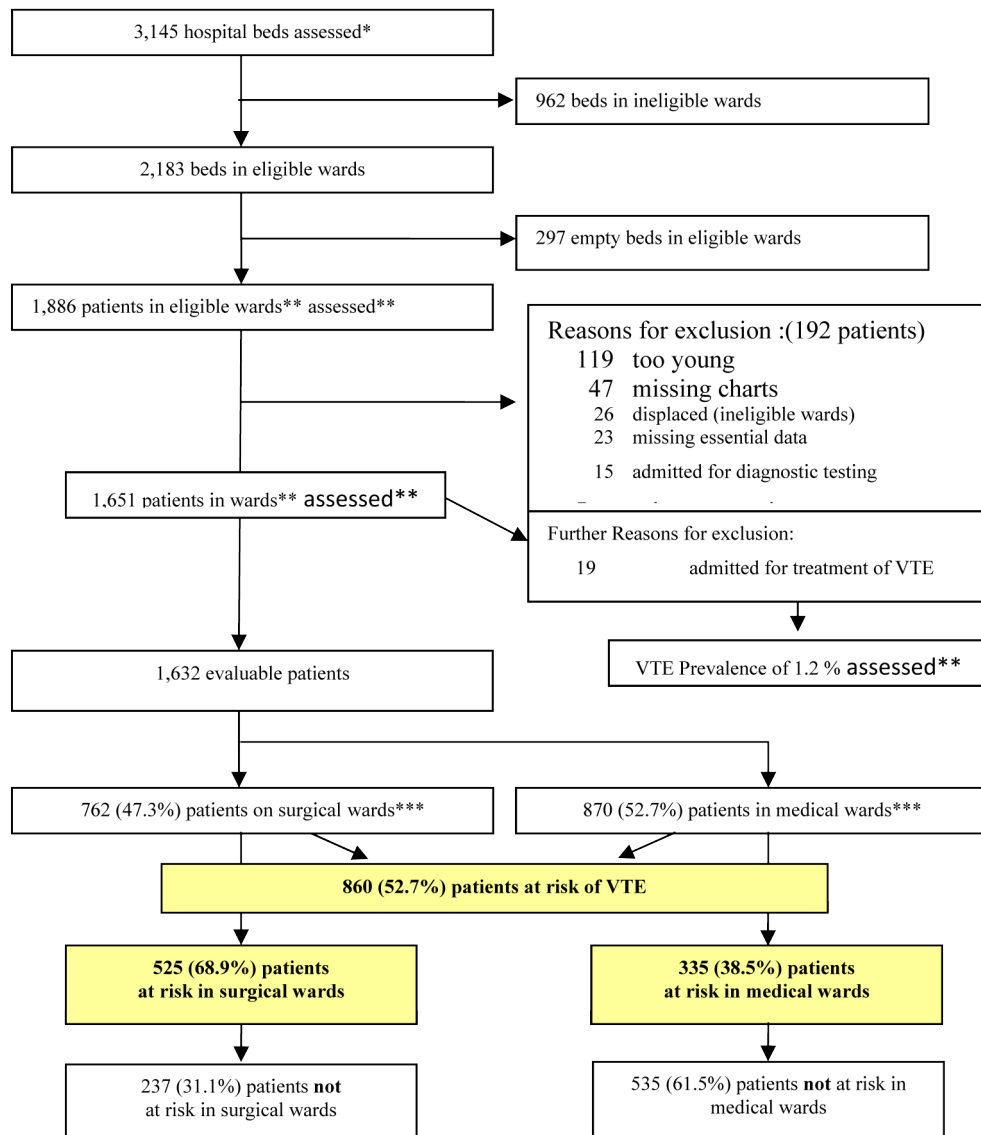 3,145 hospital beds assessed*
962 beds in ineligible wards
2,183 beds in eligible wards
297 empty beds in eligible wards
1,886 patients in eligible wards** assessed**
Reasons for exclusion :(192 patients)
119 too young
47 missing charts
26 displaced (ineligible wards)
23 missing essential data
15 admitted for diagnostic testing
1,651 patients in wards** assessed**
Further Reasons for exclusion:
19 admitted for treatment of VTE
VTE Prevalence of 1.2 % assessed**
1,632 evaluable patients
762 (47.3%) patients on surgical wards***
870 (52.7%) patients in medical wards***
860 (52.7%) patients at risk of VTE
525 (68.9%) patients
at risk in surgical wards
335 (38.5%) patients
at risk in medical wards
237 (31.1%) patients not
at risk in surgical wards
535 (61.5%) patients not at risk in
medical wards